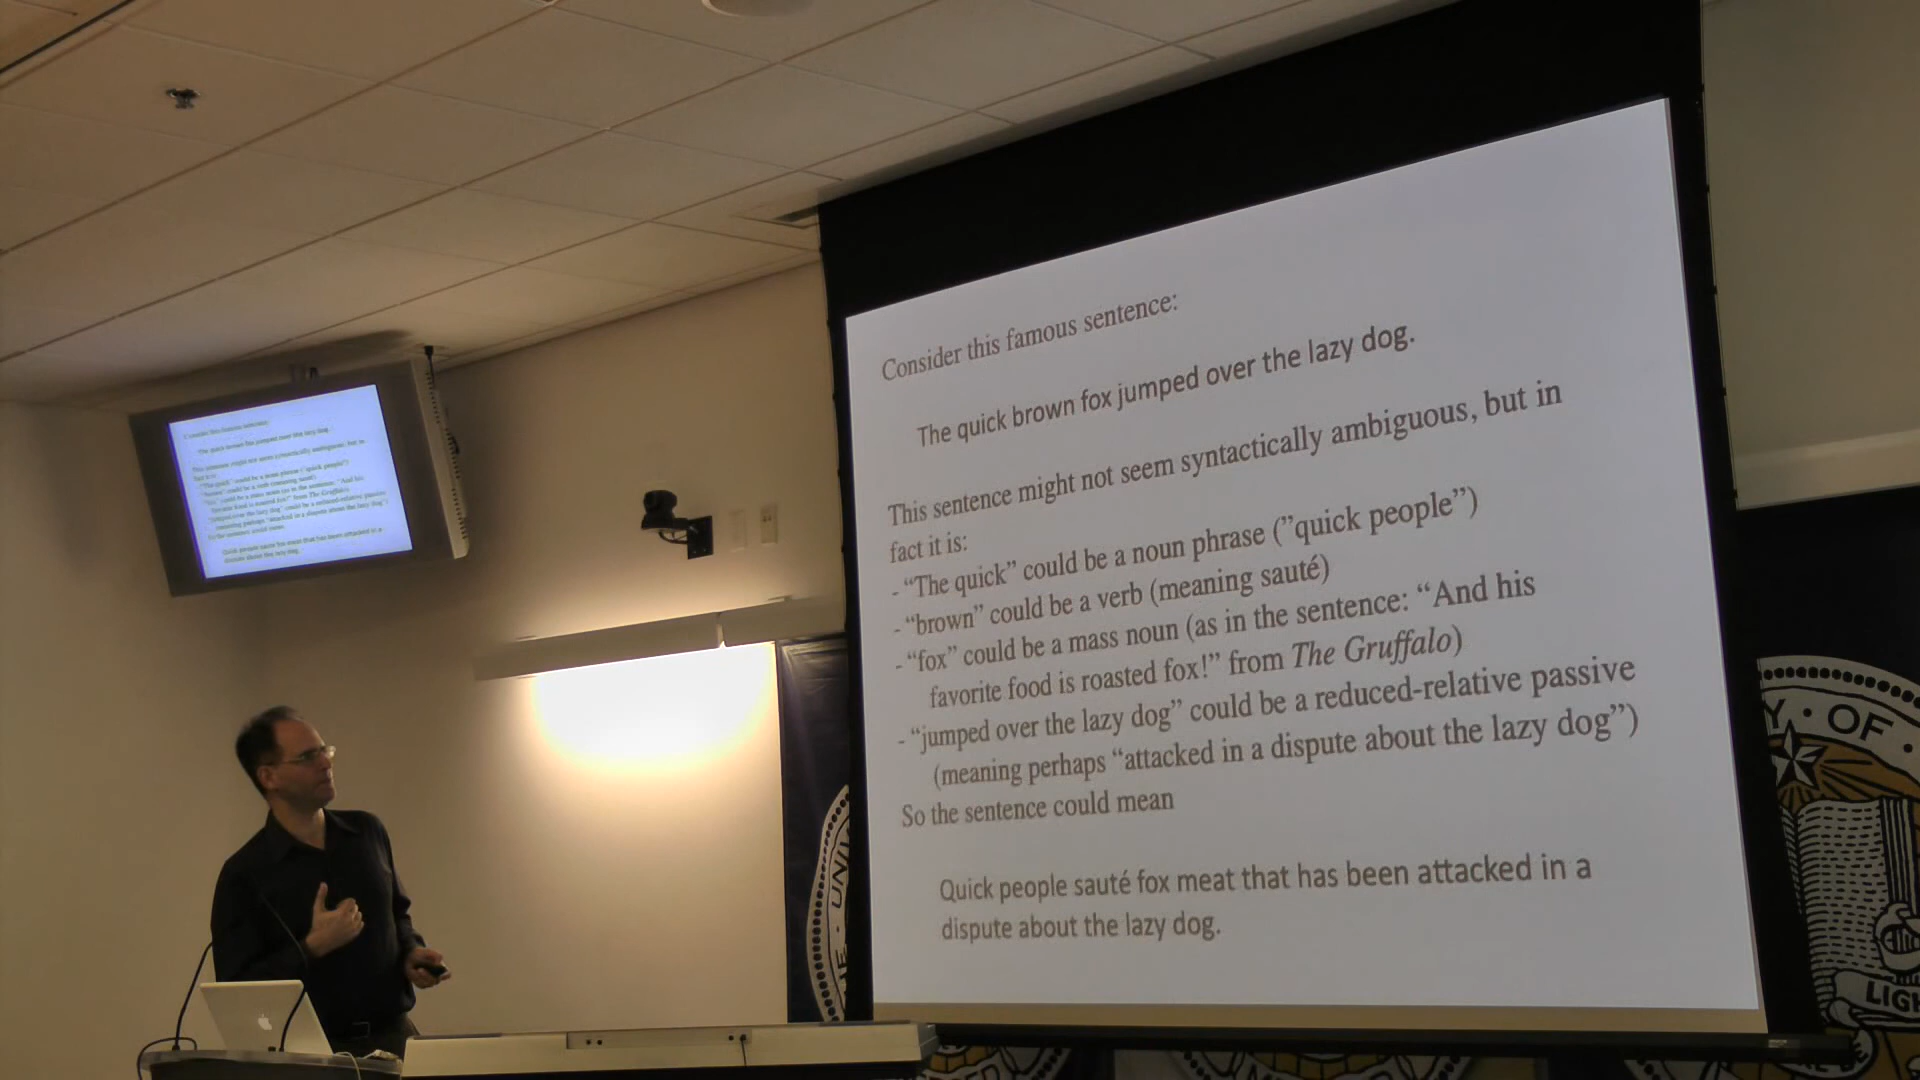 Consider this famous sentence:
The quick brown fox jumped over the lazy dog.
This sentence might not seem syntactically ambiguous, but in
fact it is:
- “The quick” could be a noun phrase (”quick people”)
- “brown” could be a verb (meaning sauté)
- “fox” could be a mass noun (as in the sentence: “And his
favorite food is roasted fox!” from The Gruffalo)
- “jumped over the lazy dog” could be a reduced-relative passive
(meaning perhaps “attacked in a dispute about the lazy dog”)
So the sentence could mean
Quick people sauté fox meat that has been attacked in a
dispute about the lazy dog.
Y · OF ·